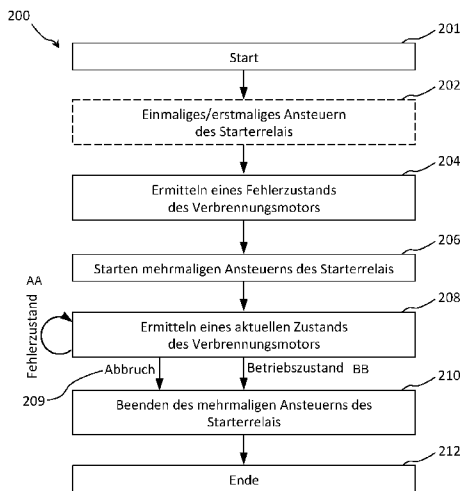 200
201
Start
202
Einmaliges/erstmaliges Ansteuern
des Starterrelais
204
Ermitteln eines Fehlerzustands
des Verbrennungsmotors
206
Starten mehrmaligen Ansteuerns des Starterrelais
208
AA
Fehlerzustand
Ermitteln eines aktuellen Zustands
des Verbrennungsmotors
Abbruch
Betriebszustand BB
209
210
Beenden des mehrmaligen Ansteuerns des
Starterrelais
212
Ende